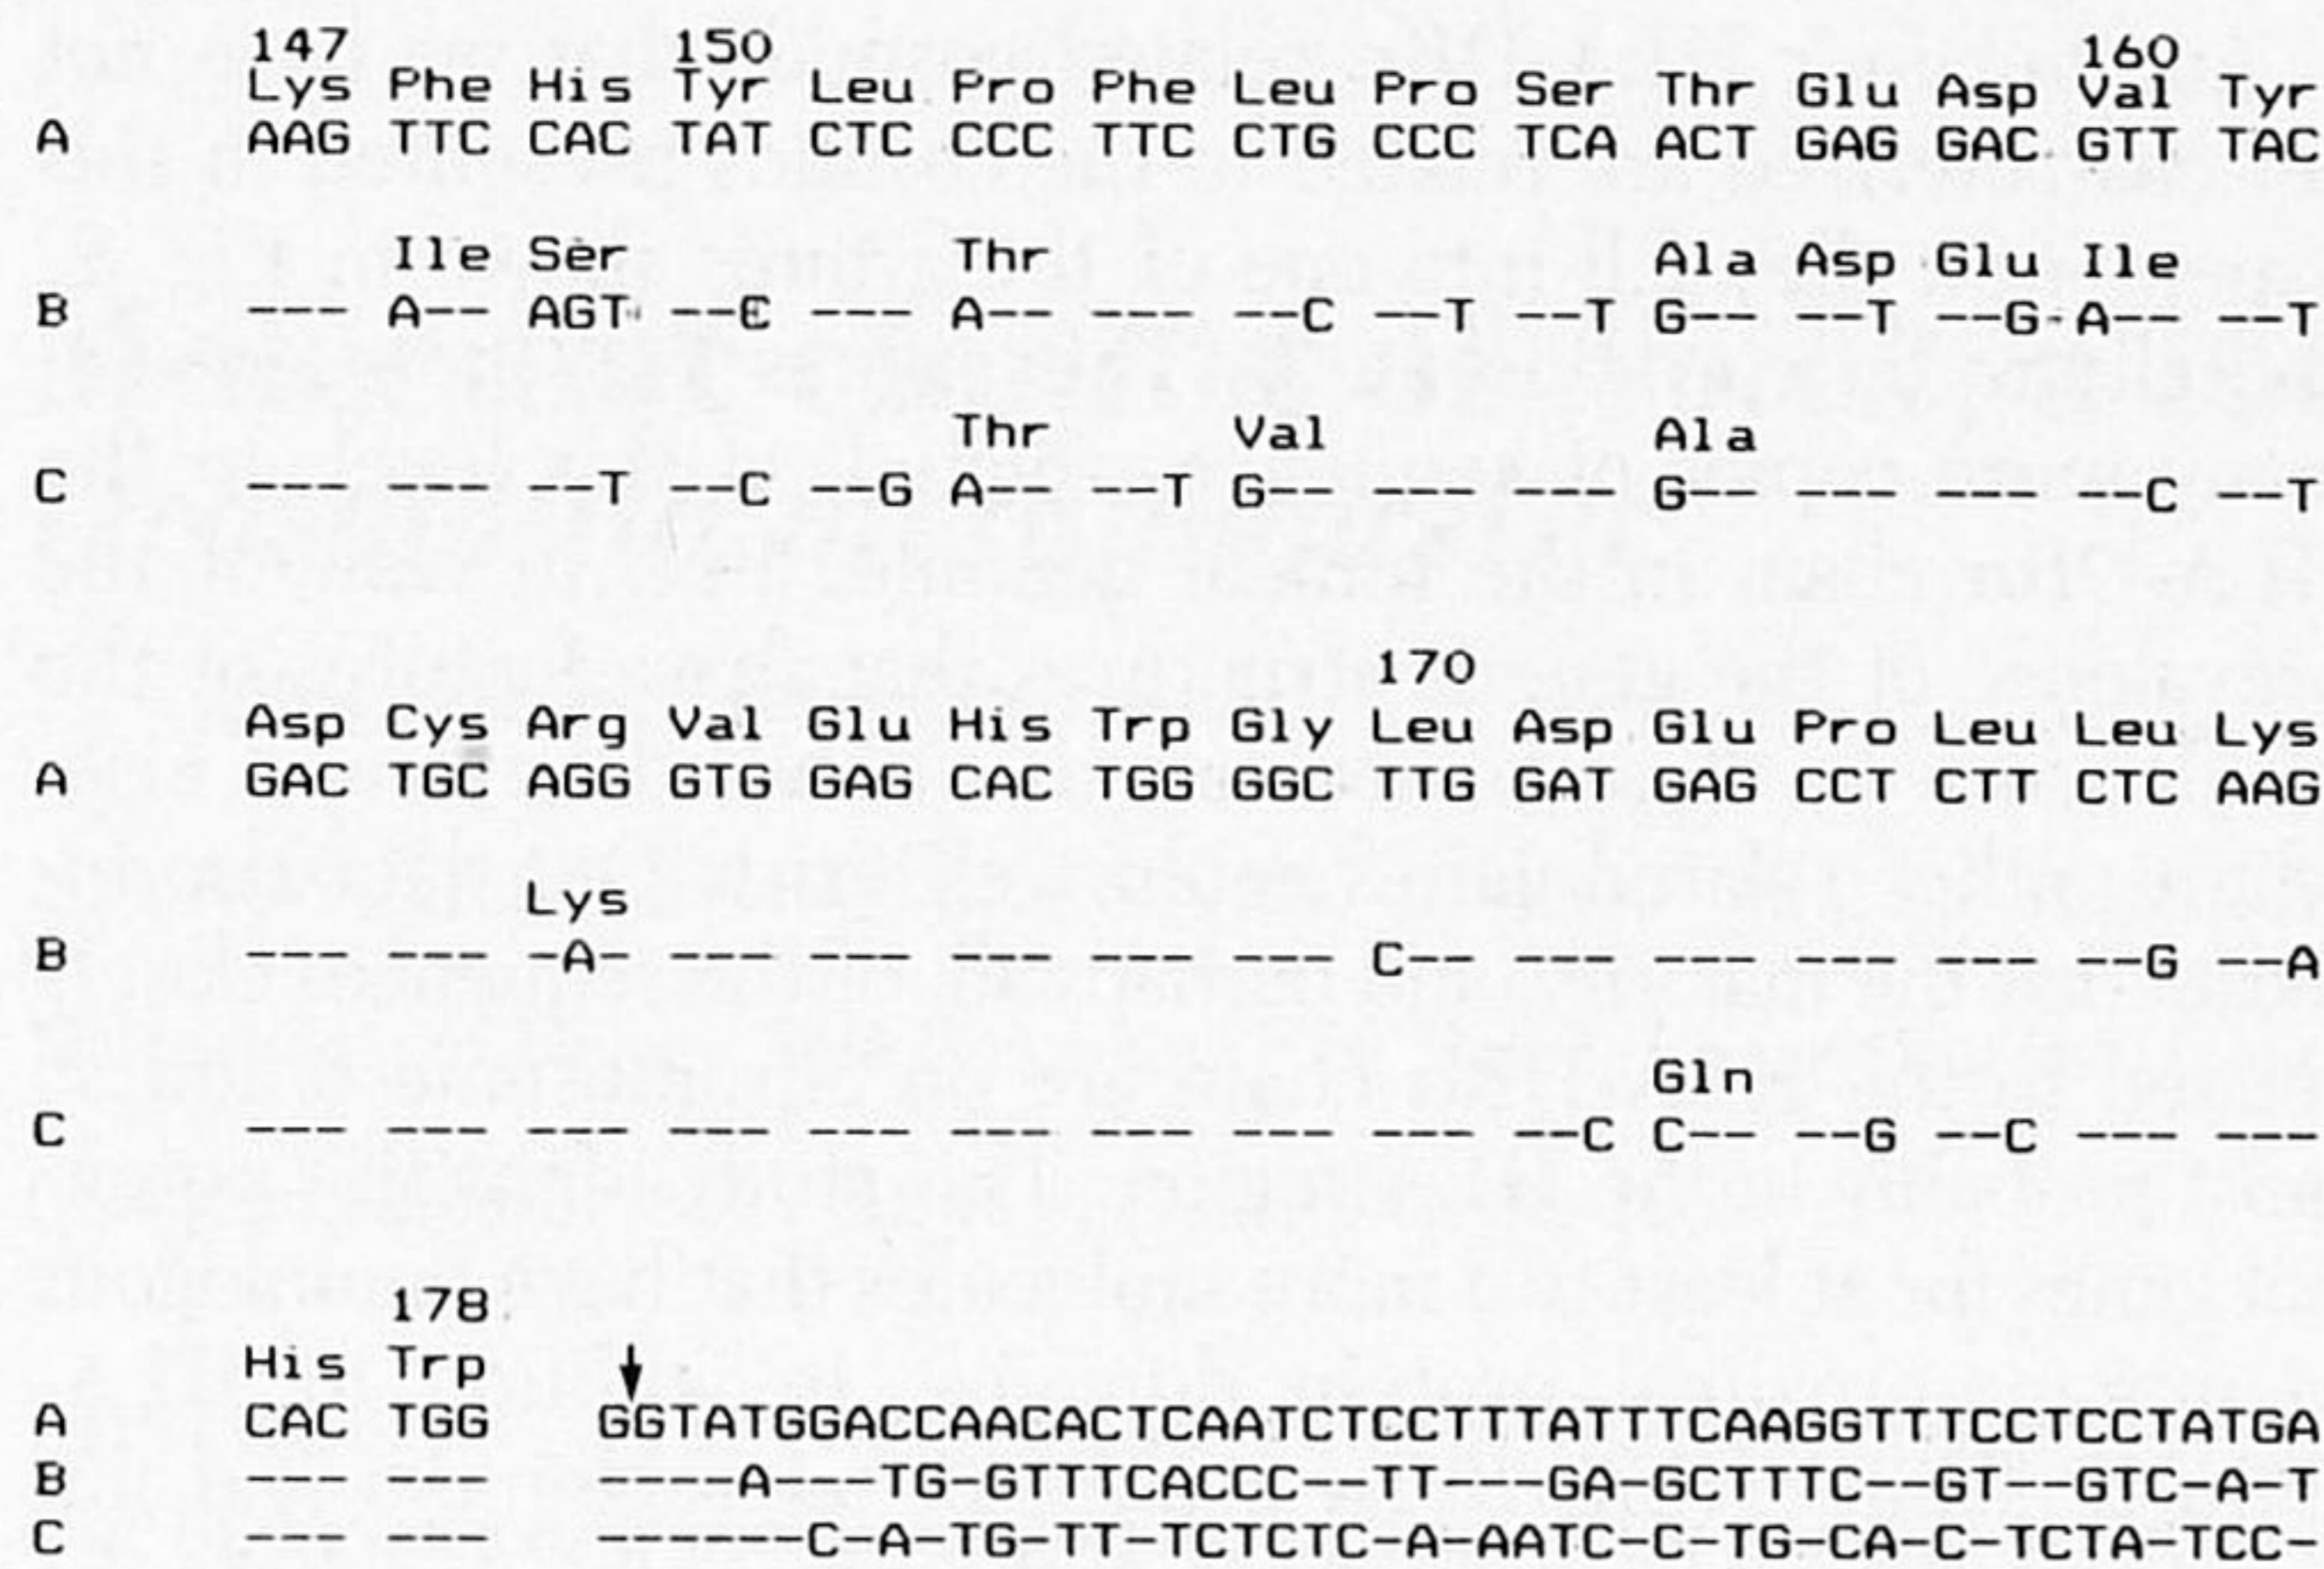 147 150 160
Lys Phe His Tyr Leu Pro Phe Leu Pro Ser Thr Glu Asp Val Tyr
A AAG TTC CAC TAT CTC CCC TTC CTG CCC TCA ACT GAG GAC GTT TAC
Ile Ser Thr Ala Asp Glu Ile
B --- A-- AGT --C --- A-- --- --C --T --T G-- --T --G A-- --T
Thr Val Ala
C --- --- --T --C --G A-- --T G-- --- --- G-- --- --- --C --T
170
Asp Cys Arg Val Glu His Trp Gly Leu Asp Glu Pro Leu Leu Lys
A GAC TGC AGG GTG GAG CAC TGG GGC TTG GAT GAG CCT CTT CTC AAG
Lys
B --- --- -A- --- --- --- --- --- C-- --- --- --- --- --G --A
Gln
C --- --- --- --- --- --- --- --- --- --C C-- --G --C --- ---
178
His Trp
A CAC TGG GGTATGGACCAACACTCAATCTCCTTTATTTCAAGGTTTCCTCCTATGA
B --- --- ----A---TG-GTTTCACCC--TT---GA-GCTTTC--GT--GTC-A-T
C --- --- ------C-A-TG-TT-TCTCTC-A-AATC-C-TG-CA-C-TCTA-TCC-